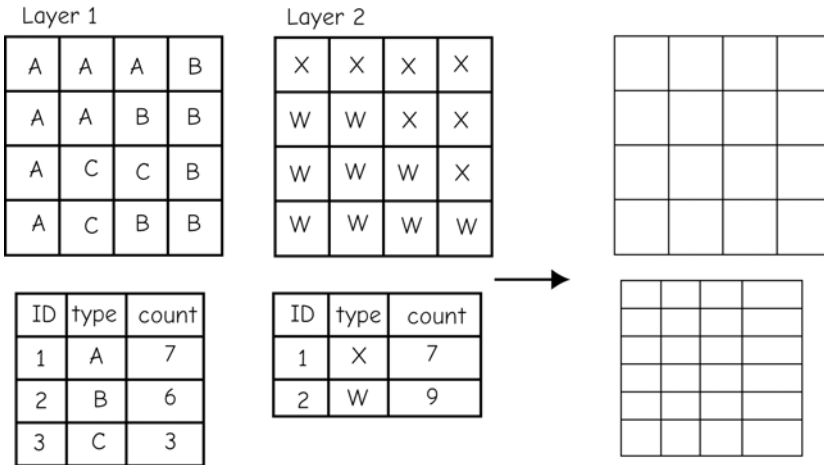 Layer 1
A A A B
A A B B
A C C B
A C B B
Layer 2
X X X X
W W X X
W W W X
W W W W
ID type count
1 A 7
2 B 6
3 C 3
ID type count
1 X 7
2 W 9